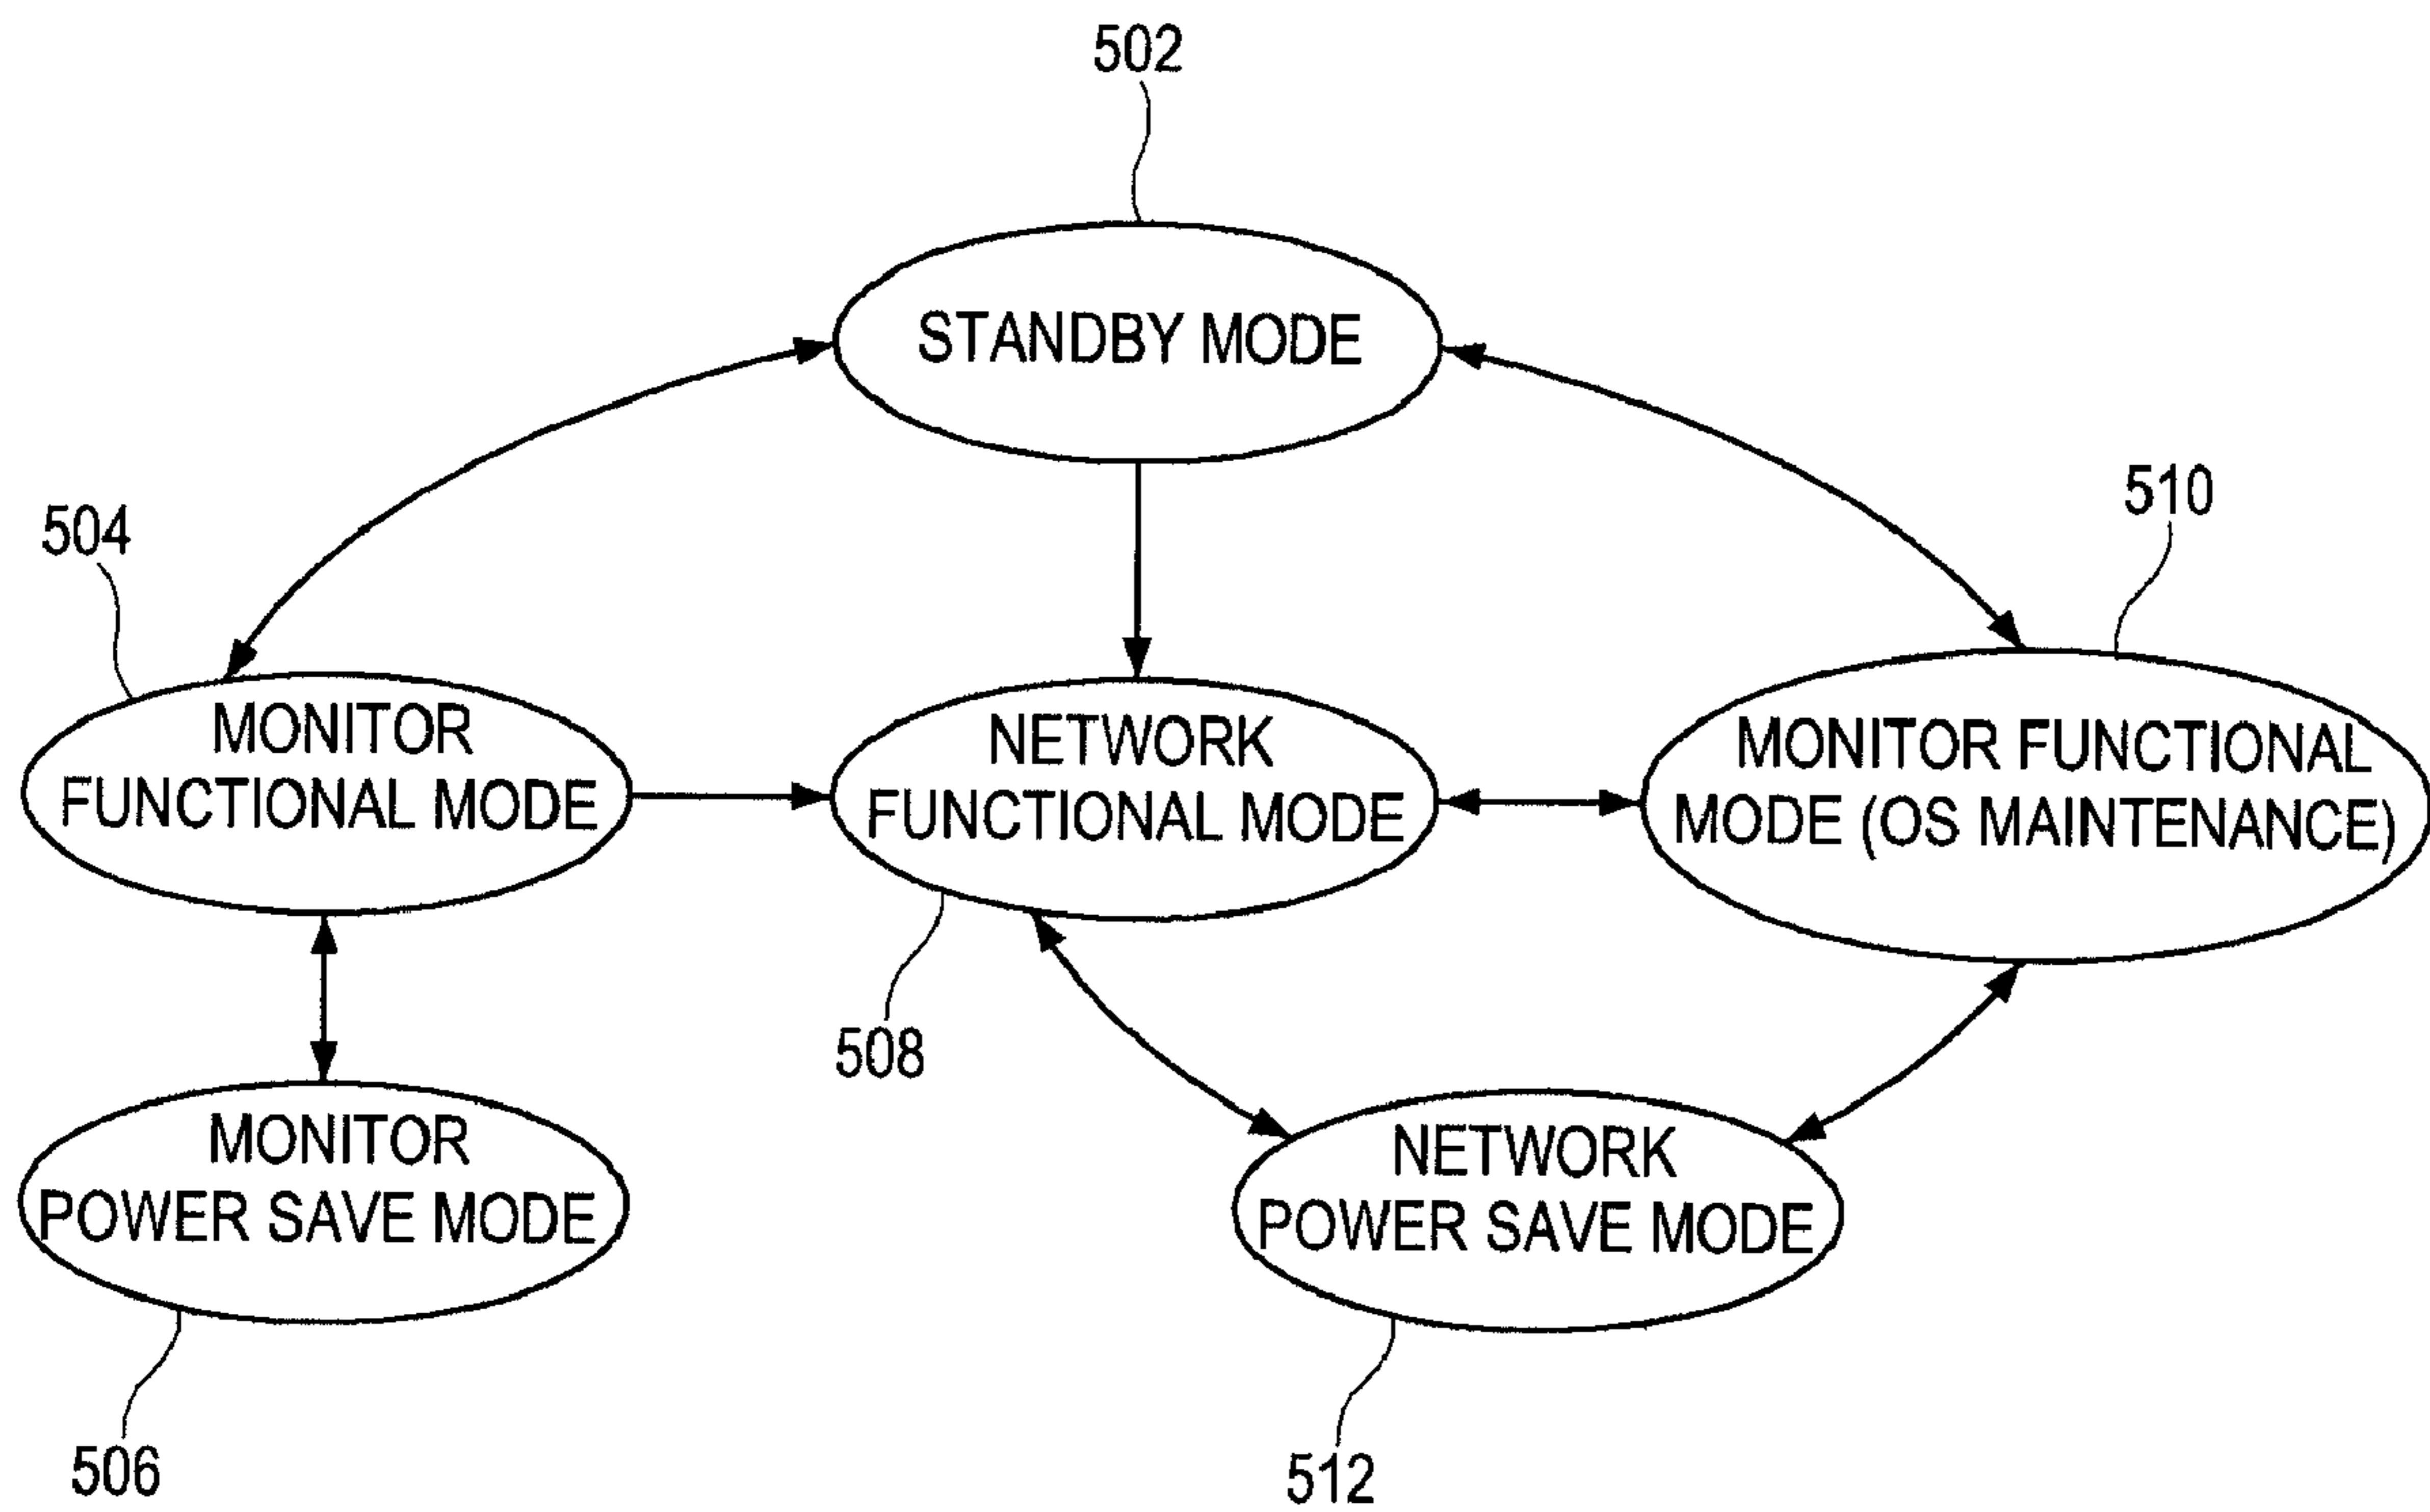 502
STANDBY MODE
504
510
MONITOR
FUNCTIONAL MODE
NETWORK
FUNCTIONAL MODE
MONITOR FUNCTIONAL
MODE (OS MAINTENANCE)
508
MONITOR
POWER SAVE MODE
NETWORK
POWER SAVE MODE
506
512